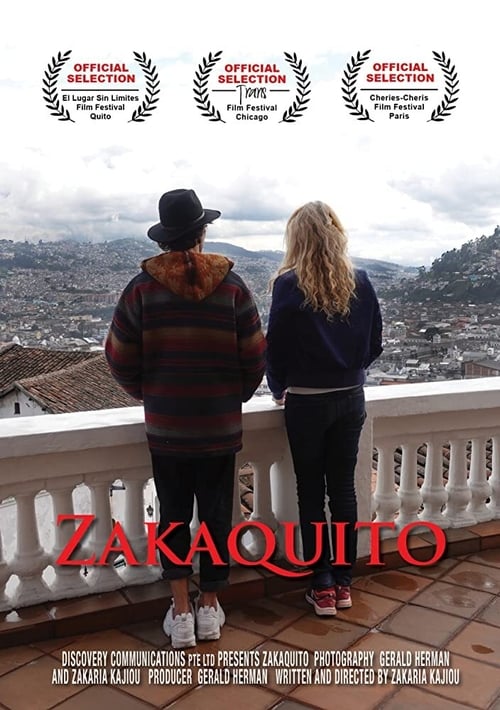 OFFICIAL
SELECTION
El Lugar Sin Limites
Film Festival
Quito
OFFICIAL
SELECTION
Trans
Film Festival
Chicago
OFFICIAL
SELECTION
Cheries-Cheris
Film Festival
Paris
ZAKAQUITO
DISCOVERY COMMUNICATIONS PTE LTD PRESENTS ZAKAQUITO PHOTOGRAPHY GERALD HERMAN
AND ZAKARIA KAJIOU PRODUCER GERALD HERMAN WRITTEN AND DIRECTED BY ZAKARIA KAJIOU